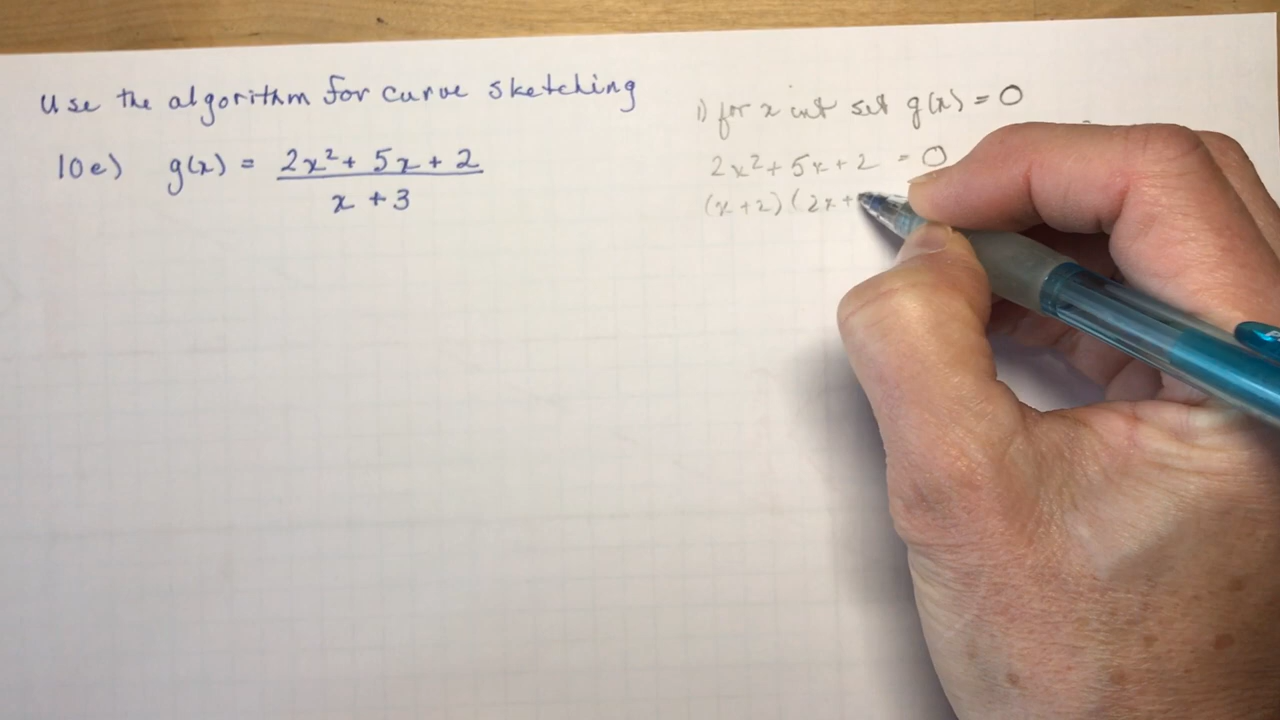 Use the algorithm for curve sketching
10e) g(x) = 2x² + 5x + 2
x + 3
1) for x int set g(x) = 0
2x² + 5x + 2 = 0
(x + 2)(2x +